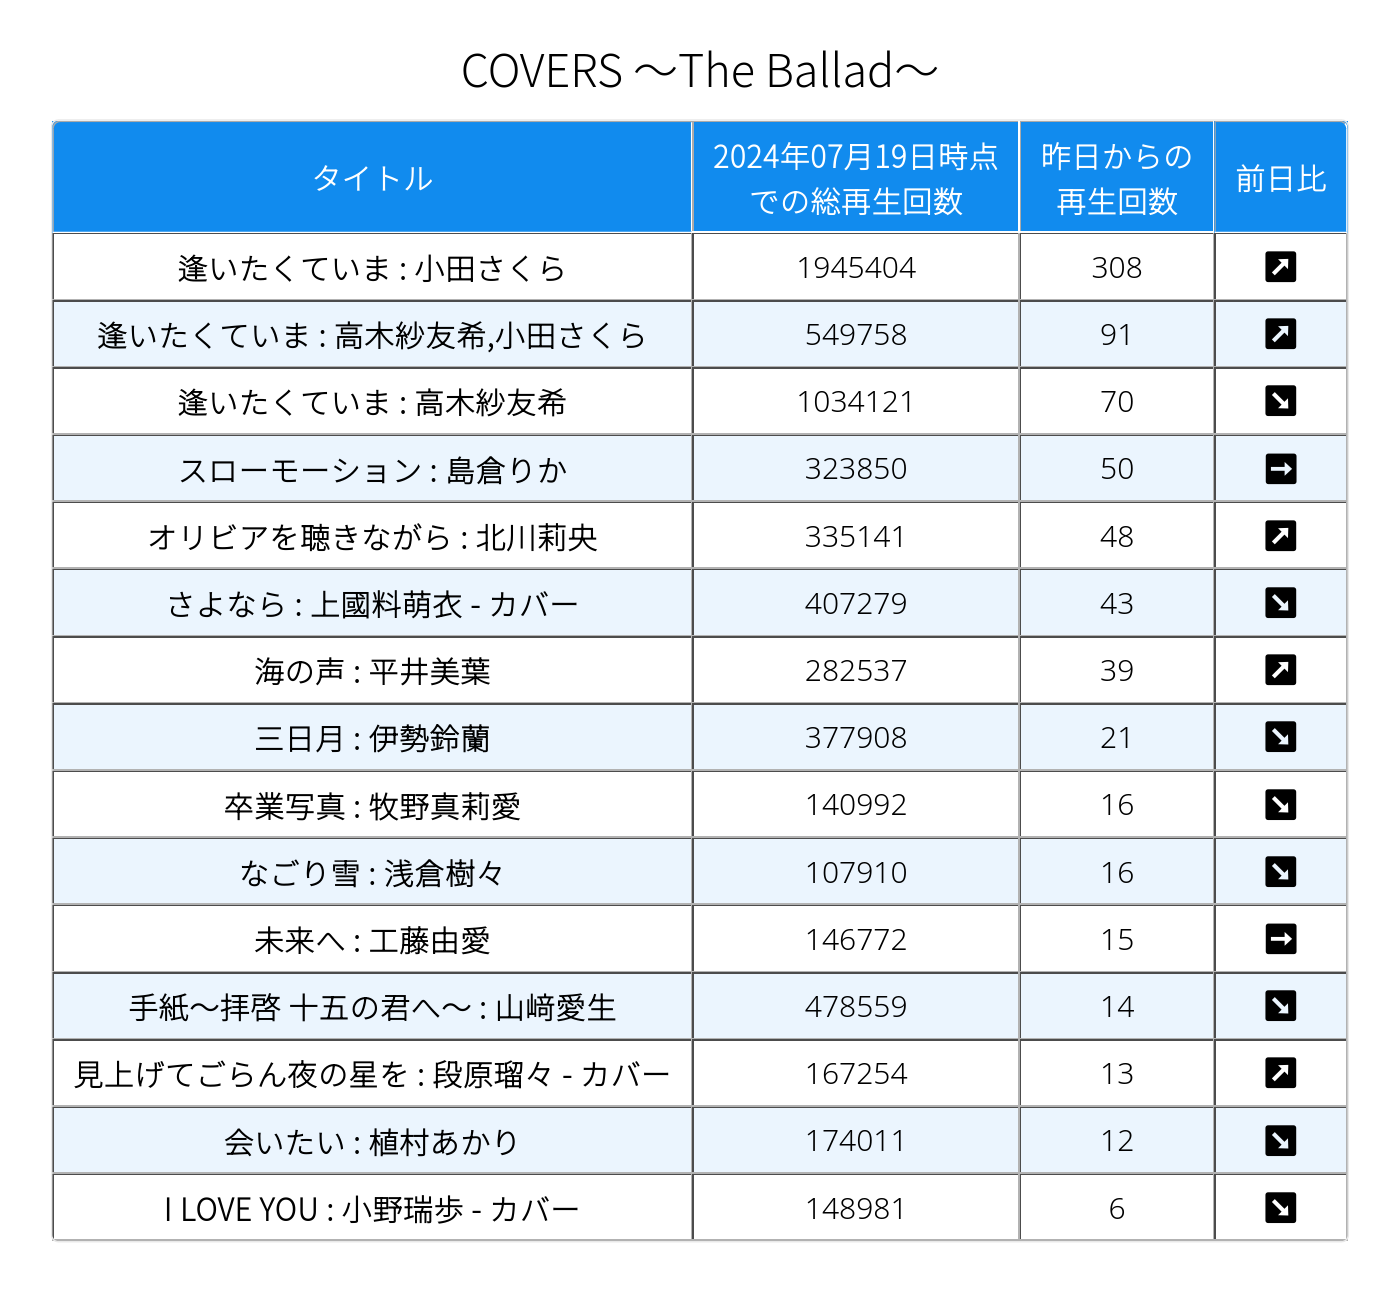 COVERS ～The Ballad～
タイトル
2024年07月19日時点
での総再生回数
昨日からの
再生回数
前日比
逢いたくていま : 小田さくら 1945404 308 ↗
逢いたくていま : 高木紗友希,小田さくら 549758 91 ↗
逢いたくていま : 高木紗友希 1034121 70 ↘
スローモーション : 島倉りか 323850 50 →
オリビアを聴きながら : 北川莉央 335141 48 ↗
さよなら : 上國料萌衣 - カバー 407279 43 ↘
海の声 : 平井美葉 282537 39 ↗
三日月 : 伊勢鈴蘭 377908 21 ↘
卒業写真 : 牧野真莉愛 140992 16 ↘
なごり雪 : 浅倉樹々 107910 16 ↘
未来へ : 工藤由愛 146772 15 →
手紙～拝啓 十五の君へ～ : 山﨑愛生 478559 14 ↘
見上げてごらん夜の星を : 段原瑠々 - カバー 167254 13 ↗
会いたい : 植村あかり 174011 12 ↘
I LOVE YOU : 小野瑞歩 - カバー 148981 6 ↘